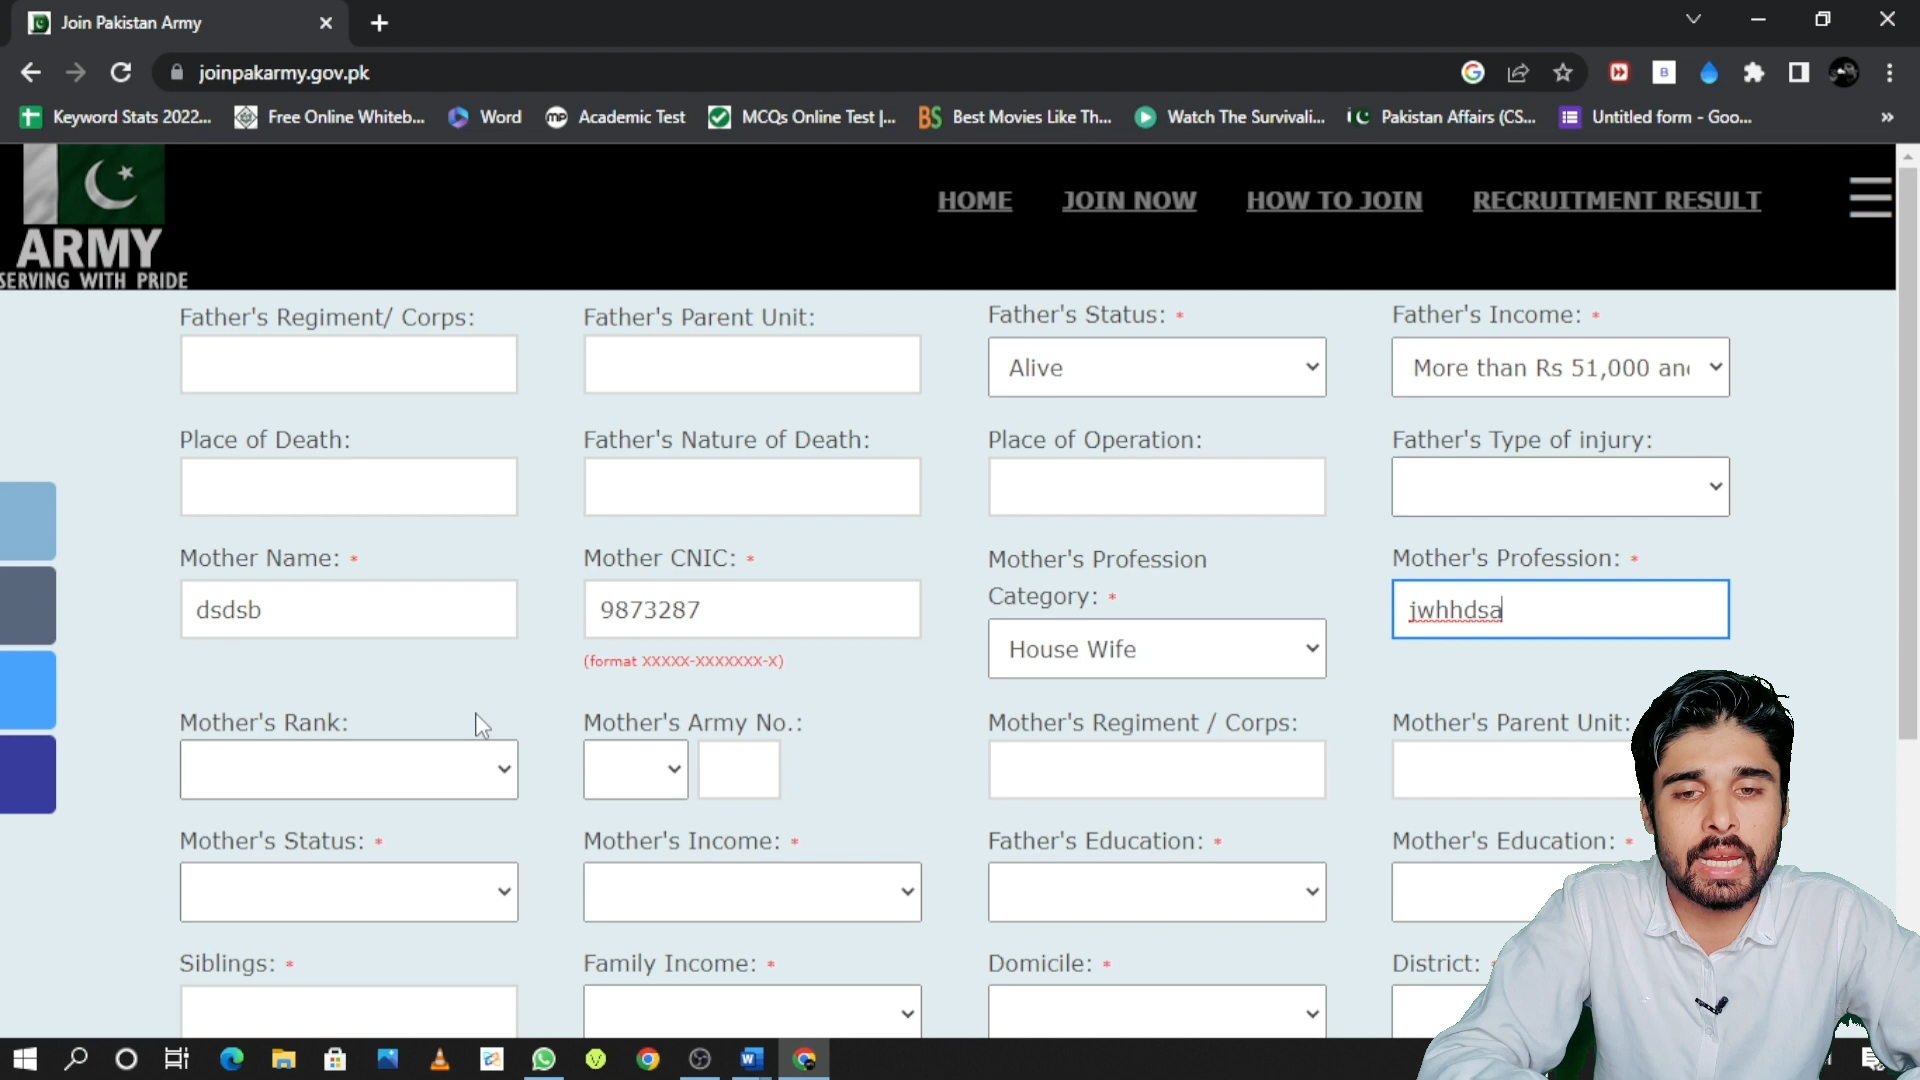 Join Pakistan Army
joinpakarmy.gov.pk
Keyword Stats 2022... Free Online Whiteb... Word Academic Test MCQs Online Test |... BS Best Movies Like Th... Watch The Survivali... Pakistan Affairs (CS... Untitled form - Goo...
ARMY
SERVING WITH PRIDE
HOME JOIN NOW HOW TO JOIN RECRUITMENT RESULT
Father's Regiment/ Corps: Father's Parent Unit: Father's Status: * Father's Income: *
Alive More than Rs 51,000 an
Place of Death: Father's Nature of Death: Place of Operation: Father's Type of injury:
Mother Name: * Mother CNIC: * Mother's Profession Category: * Mother's Profession: *
dsdsb 9873287 House Wife jwhhdsa
(format XXXXX-XXXXXXX-X)
Mother's Rank: Mother's Army No.: Mother's Regiment / Corps: Mother's Parent Unit:
Mother's Status: * Mother's Income: * Father's Education: * Mother's Education: *
Siblings: * Family Income: * Domicile: * District: